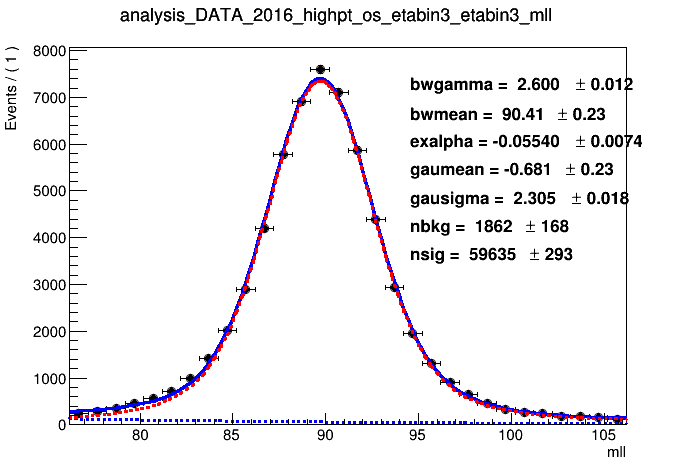 analysis_DATA_2016_highpt_os_etabin3_etabin3_mll
Events / ( 1 )
8000
7000
6000
5000
4000
3000
2000
1000
0
bwgamma = 2.600 ± 0.012
bwmean = 90.41 ± 0.23
exalpha = -0.05540 ± 0.0074
gaumean = -0.681 ± 0.23
gausigma = 2.305 ± 0.018
nbkg = 1862 ± 168
nsig = 59635 ± 293
80 85 90 95 100 105
mll